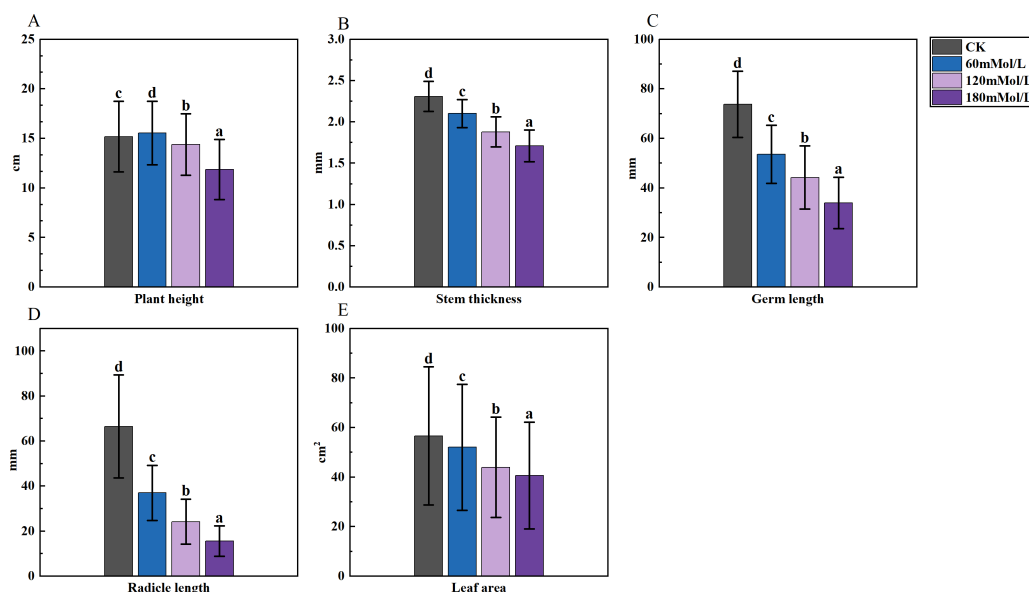 A
25
20
15
10
5
0
cm
c
d
b
a
Plant height
B
3.0
2.5
2.0
1.5
1.0
0.5
0.0
mm
d
c
b
a
Stem thickness
C
100
80
60
40
20
0
mm
d
c
b
a
Germ length
CK
60mMol/L
120mMol/L
180mMol/L
D
100
80
60
40
20
0
mm
d
c
b
a
Radicle length
E
100
80
60
40
20
0
cm²
d
c
b
a
Leaf area